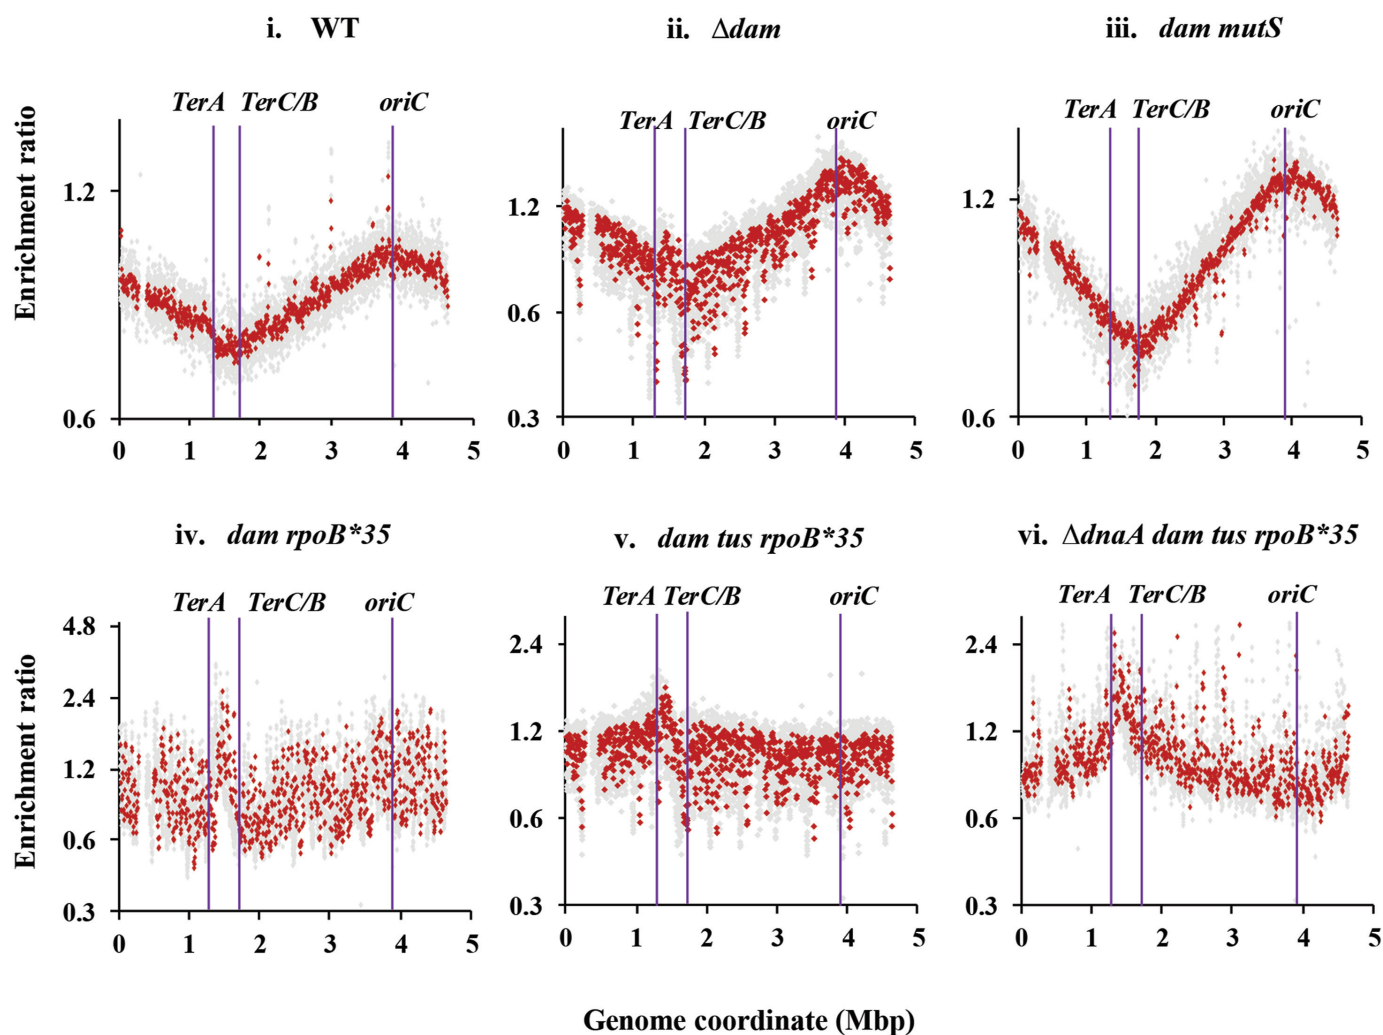 i. WT
ii. Δdam
iii. dam mutS
TerA TerC/B oriC
TerA TerC/B oriC
TerA TerC/B oriC
Enrichment ratio
1.2
0.6
0 1 2 3 4 5
1.2
0.6
0.3
0 1 2 3 4 5
1.2
0.6
0 1 2 3 4 5
iv. dam rpoB*35
v. dam tus rpoB*35
vi. ΔdnaA dam tus rpoB*35
TerA TerC/B oriC
TerA TerC/B oriC
TerA TerC/B oriC
Enrichment ratio
4.8
2.4
1.2
0.6
0.3
0 1 2 3 4 5
2.4
1.2
0.6
0.3
0 1 2 3 4 5
2.4
1.2
0.6
0.3
0 1 2 3 4 5
Genome coordinate (Mbp)